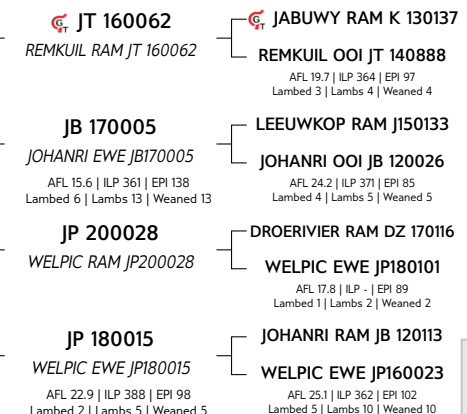 JT 160062
REMKUIL RAM JT 160062
JABUWY RAM K 130137
REMKUIL OOI JT 140888
AFL 19.7 | ILP 364 | EPI 97
Lambed 3 | Lambs 4 | Weaned 4
JB 170005
JOHANRI EWE JB170005
AFL 15.6 | ILP 361 | EPI 138
Lambed 6 | Lambs 13 | Weaned 13
LEEUWKOP RAM J150133
JOHANRI OOI JB 120026
AFL 24.2 | ILP 371 | EPI 85
Lambed 4 | Lambs 5 | Weaned 5
JP 200028
WELPIC RAM JP200028
DROERIVIER RAM DZ 170116
WELPIC EWE JP180101
AFL 17.8 | ILP - | EPI 89
Lambed 1 | Lambs 2 | Weaned 2
JP 180015
WELPIC EWE JP180015
AFL 22.9 | ILP 388 | EPI 98
Lambed 2 | Lambs 5 | Weaned 5
JOHANRI RAM JB 120113
WELPIC EWE JP160023
AFL 25.1 | ILP 362 | EPI 102
Lambed 5 | Lambs 10 | Weaned 10